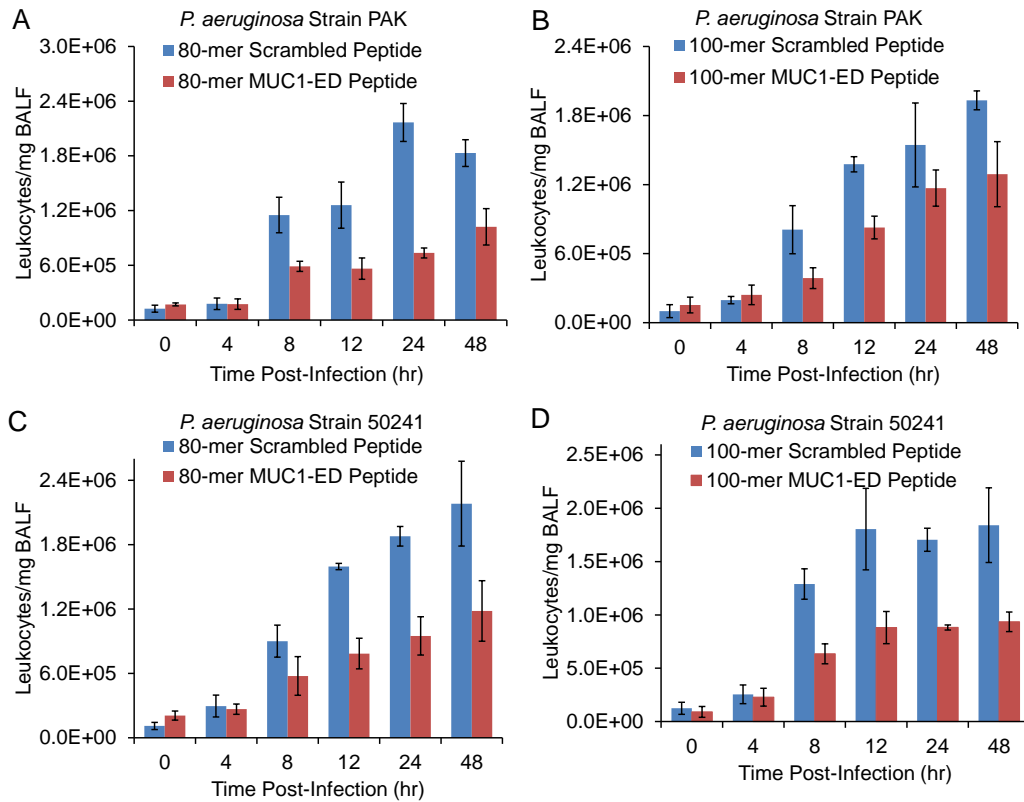 A
P. aeruginosa Strain PAK
80-mer Scrambled Peptide
80-mer MUC1-ED Peptide
Leukocytes/mg BALF
3.0E+06
2.4E+06
1.8E+06
1.2E+06
6.0E+05
0.0E+00
0 4 8 12 24 48
Time Post-Infection (hr)
B
P. aeruginosa Strain PAK
100-mer Scrambled Peptide
100-mer MUC1-ED Peptide
Leukocytes/mg BALF
2.4E+06
1.8E+06
1.2E+06
6.0E+05
0.0E+00
0 4 8 12 24 48
Time Post-Infection (hr)
C
P. aeruginosa Strain 50241
80-mer Scrambled Peptide
80-mer MUC1-ED Peptide
Leukocytes/mg BALF
2.4E+06
1.8E+06
1.2E+06
6.0E+05
0.0E+00
0 4 8 12 24 48
Time Post-Infection (hr)
D
P. aeruginosa Strain 50241
100-mer Scrambled Peptide
100-mer MUC1-ED Peptide
Leukocytes/mg BALF
2.5E+06
2.0E+06
1.5E+06
1.0E+06
5.0E+05
0.0E+00
0 4 8 12 24 48
Time Post-Infection (hr)